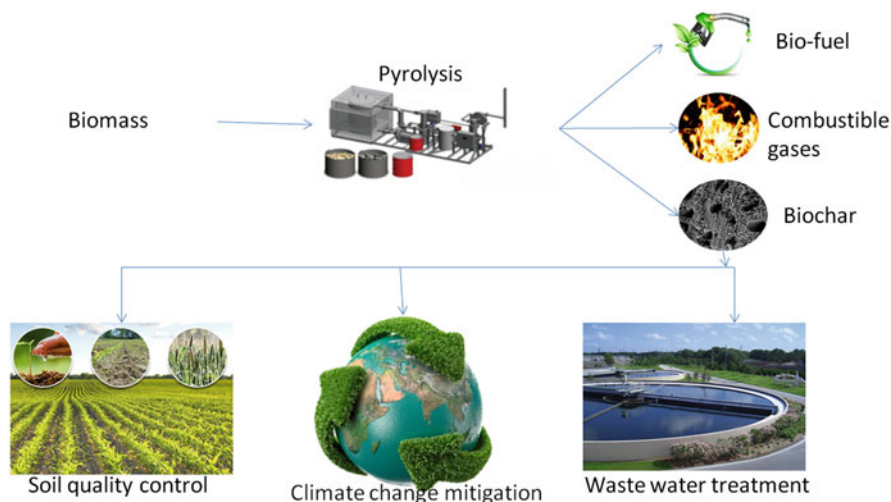 Bio-fuel
Pyrolysis
Biomass
Combustible
gases
Biochar
Soil quality control
Climate change mitigation
Waste water treatment